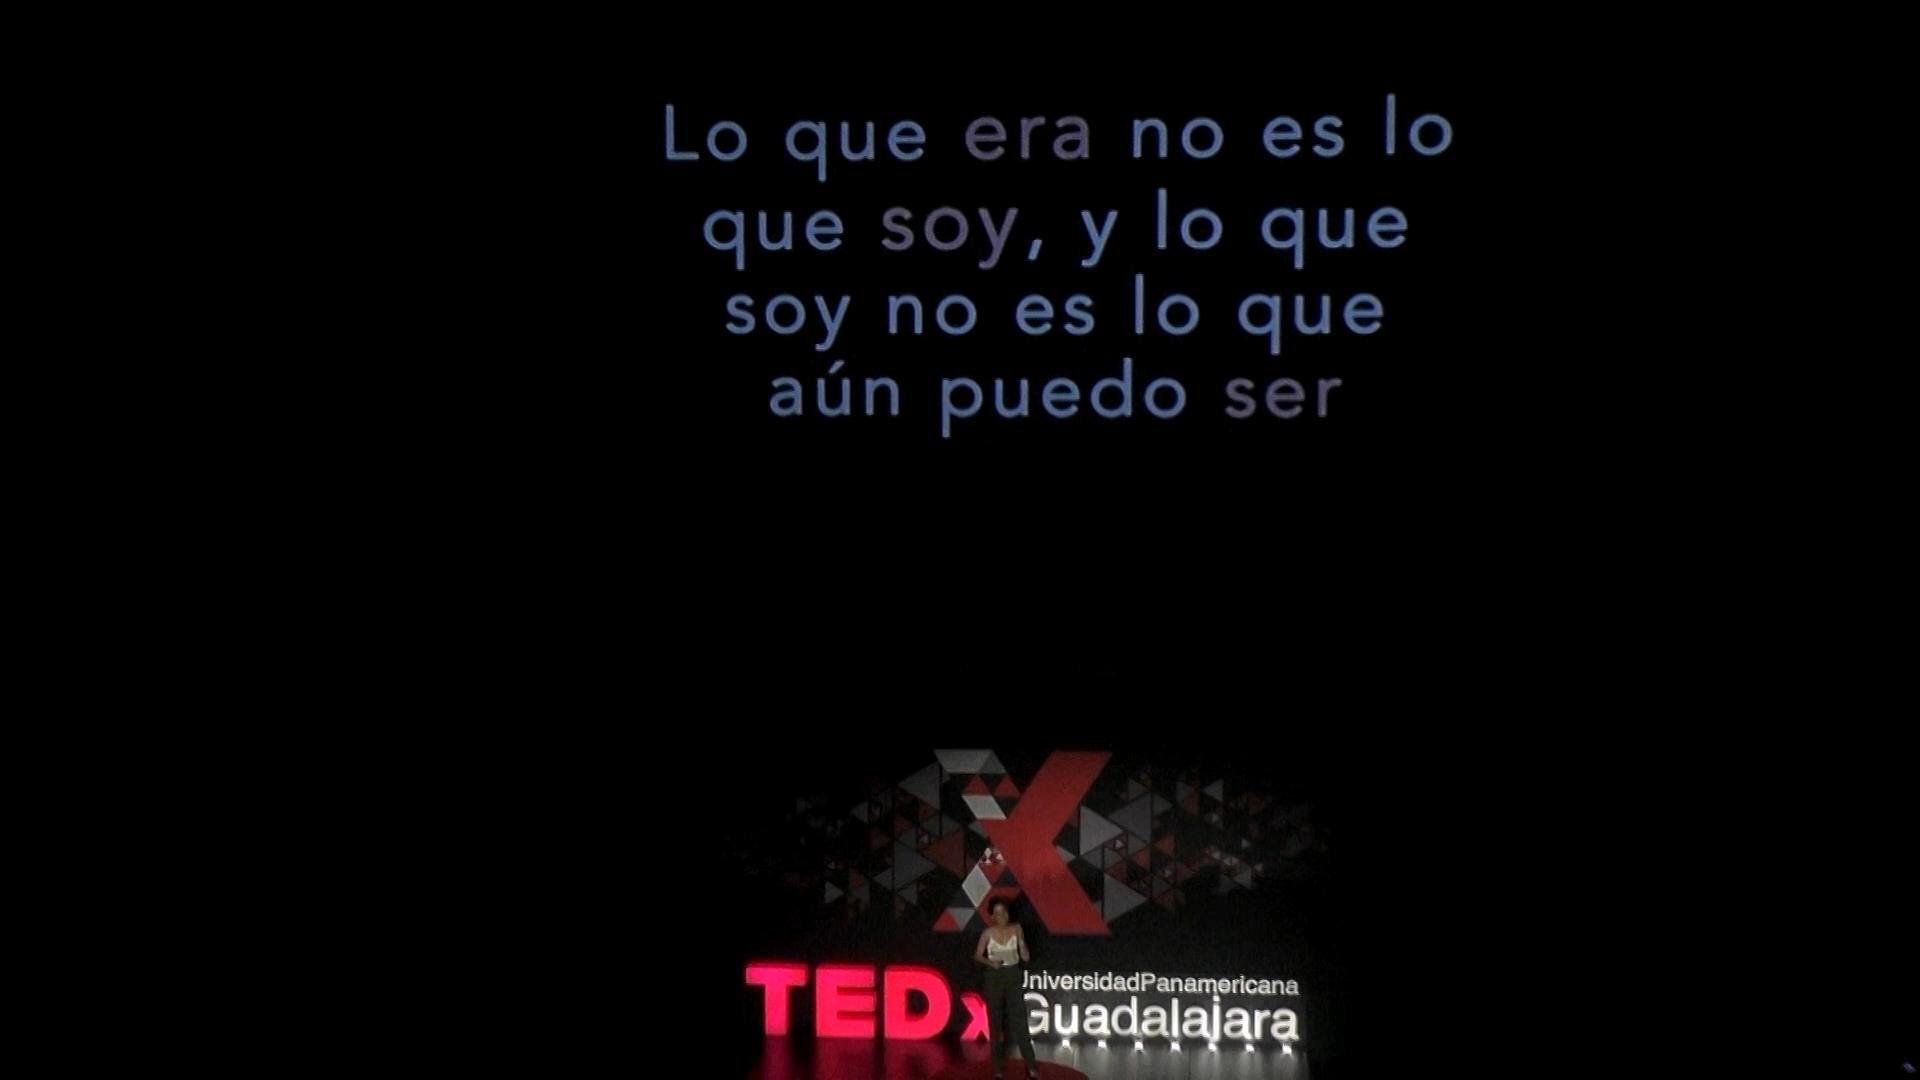 Lo que era no es lo
que soy, y lo que
soy no es lo que
aún puedo ser
X
TEDx
UniversidadPanamericana
Guadalajara